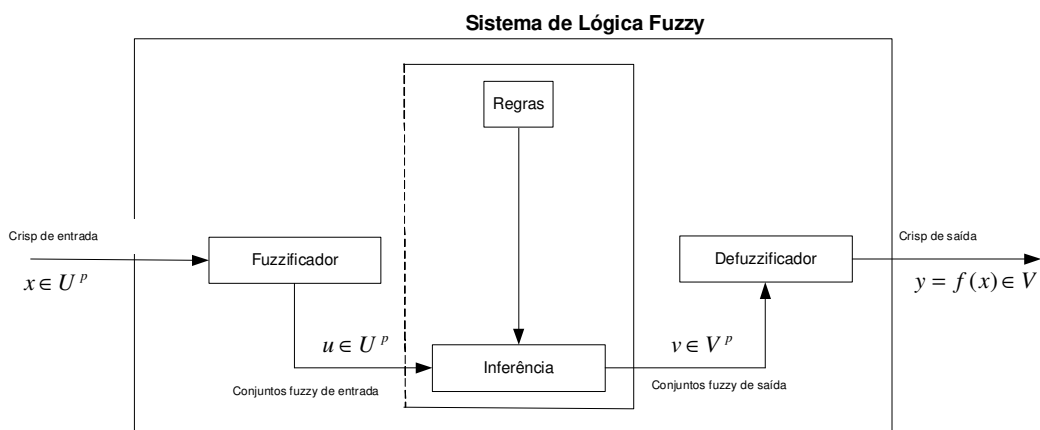 Sistema de Lógica Fuzzy
Regras
Crisp de entrada
x ∈ U^p
Fuzzificador
Defuzzificador
Crisp de saída
y = f(x) ∈ V
u ∈ U^p
Inferência
v ∈ V^p
Conjuntos fuzzy de entrada
Conjuntos fuzzy de saída